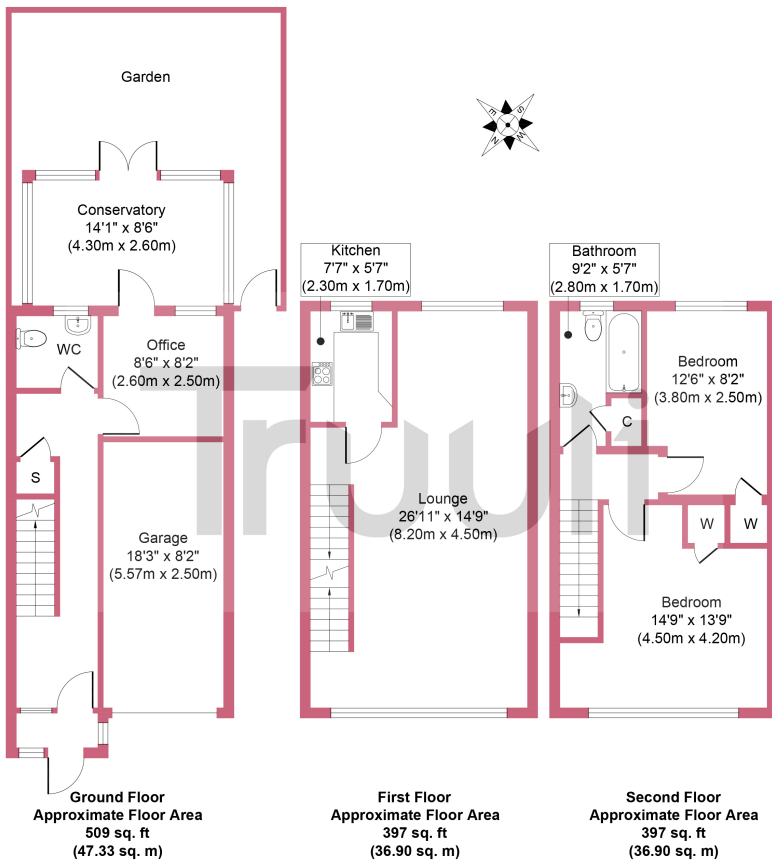 Garden
E
S
N
W
Conservatory
14'1" x 8'6"
(4.30m x 2.60m)
Kitchen
7'7" x 5'7"
(2.30m x 1.70m)
Bathroom
9'2" x 5'7"
(2.80m x 1.70m)
WC
Office
8'6" x 8'2"
(2.60m x 2.50m)
Bedroom
12'6" x 8'2"
(3.80m x 2.50m)
C
Truuli
S
Lounge
26'11" x 14'9"
(8.20m x 4.50m)
W
W
Garage
18'3" x 8'2"
(5.57m x 2.50m)
Bedroom
14'9" x 13'9"
(4.50m x 4.20m)
Ground Floor
Approximate Floor Area
509 sq. ft
(47.33 sq. m)
First Floor
Approximate Floor Area
397 sq. ft
(36.90 sq. m)
Second Floor
Approximate Floor Area
397 sq. ft
(36.90 sq. m)